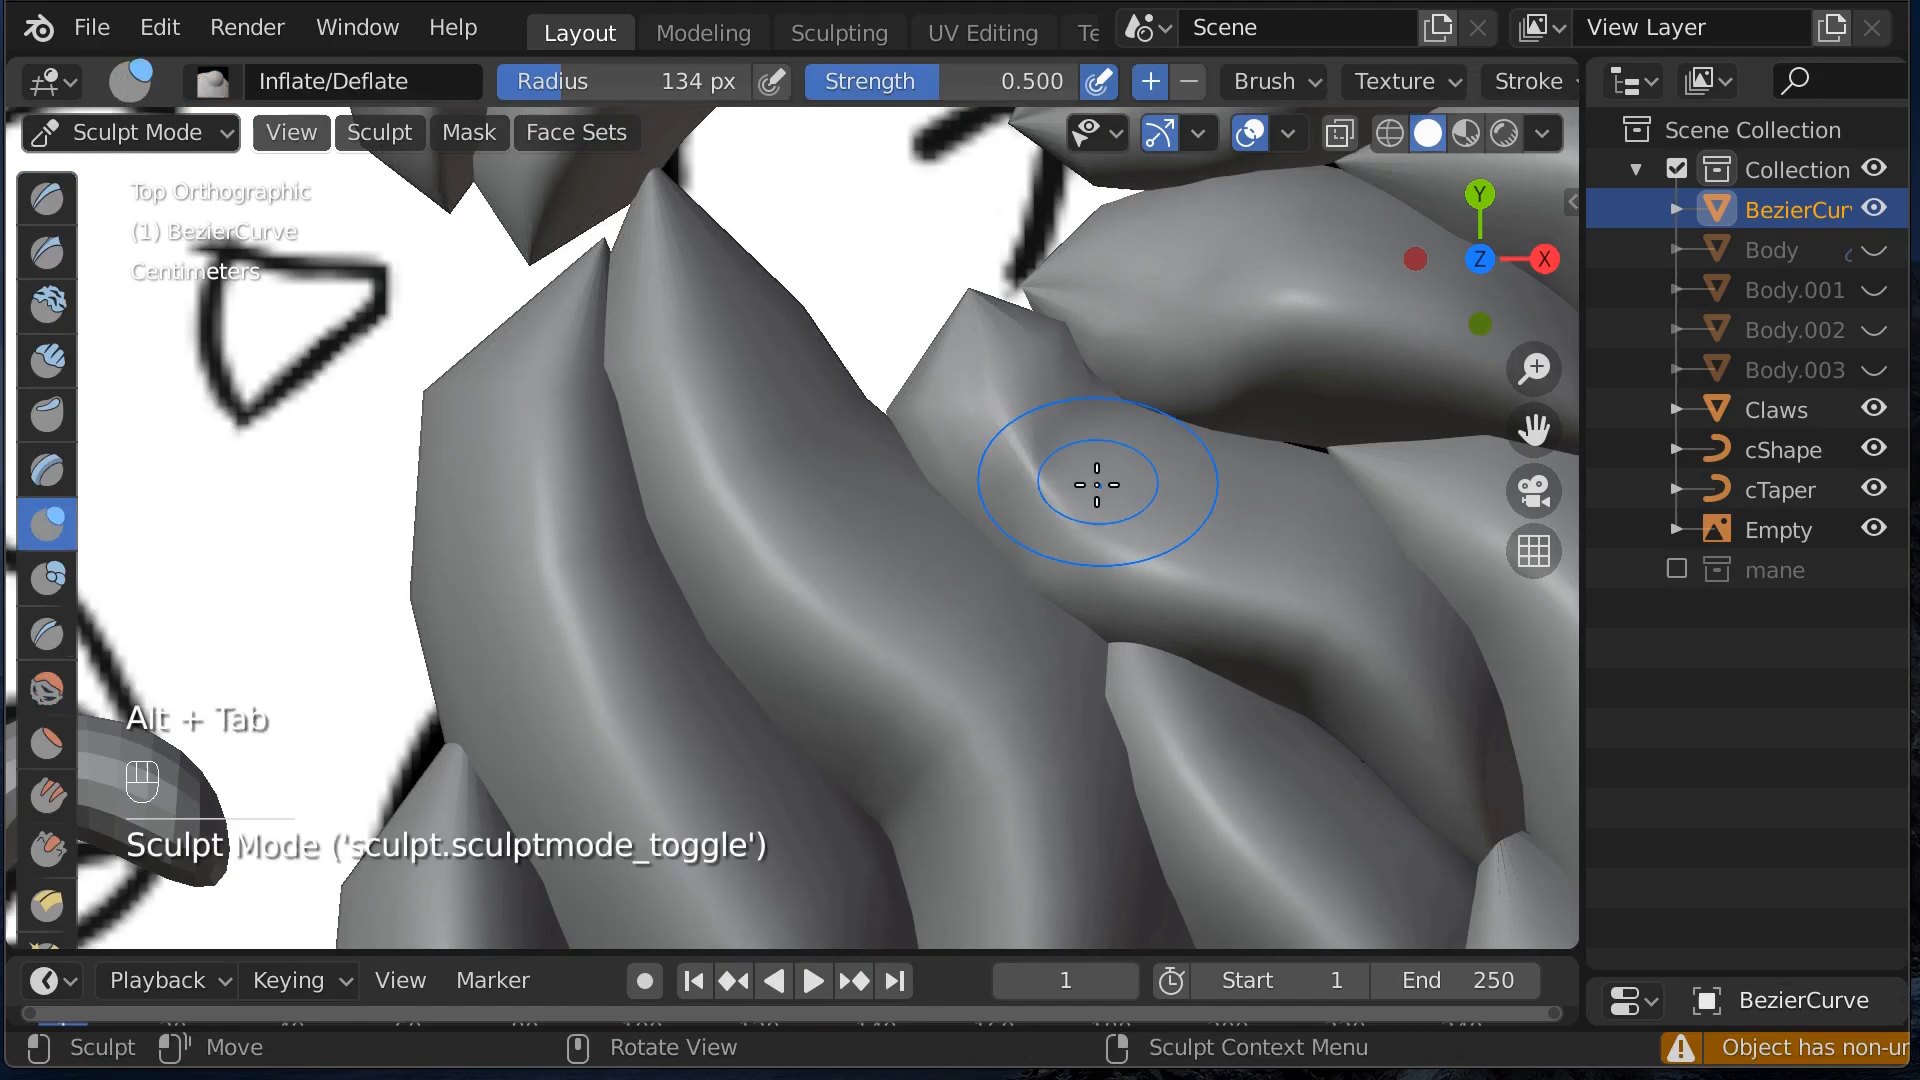 File Edit Render Window Help Layout Modeling Sculpting UV Editing Te Scene View Layer
Inflate/Deflate Radius 134 px Strength 0.500 + − Brush Texture Stroke
Sculpt Mode View Sculpt Mask Face Sets
Scene Collection
Collection
BezierCur
Body
Body.001
Body.002
Body.003
Claws
cShape
cTaper
Empty
mane
Top Orthographic
(1) BezierCurve
Centimeters
Y
Z
X
Alt + Tab
Sculpt Mode ('sculpt.sculptmode_toggle')
Playback Keying View Marker 1 Start 1 End 250
BezierCurve
Sculpt Move Rotate View Sculpt Context Menu Object has non-un